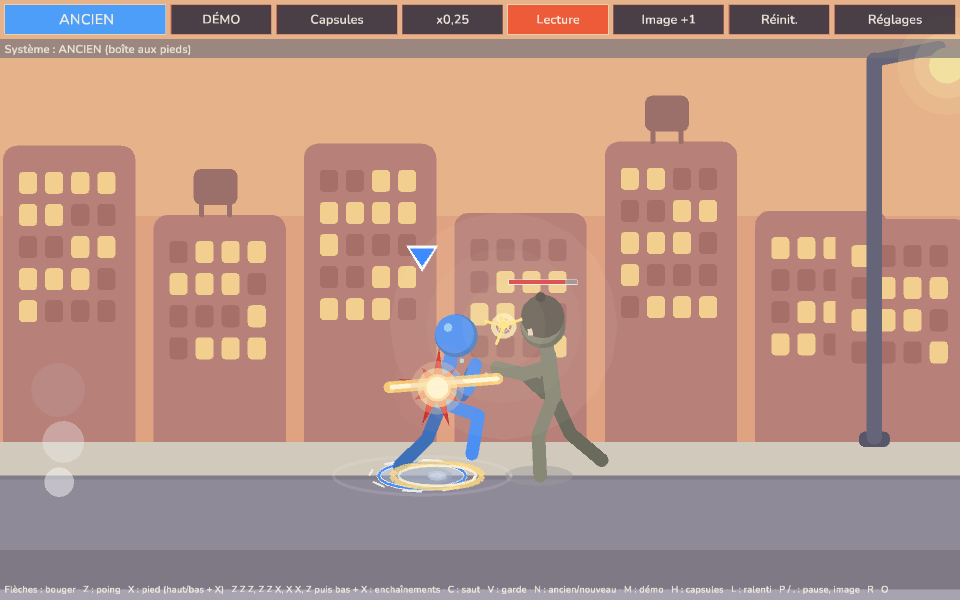 ANCIEN DÉMO Capsules x0,25 Lecture Image +1 Réinit. Réglages
Système : ANCIEN (boîte aux pieds)
Flèches : bouger Z : poing X : pied (haut/bas + X) Z Z Z, Z Z X, X X, Z puis bas + X : enchaînements C : saut V : garde N : ancien/nouveau M : démo H : capsules L : ralenti P / . : pause, image R O